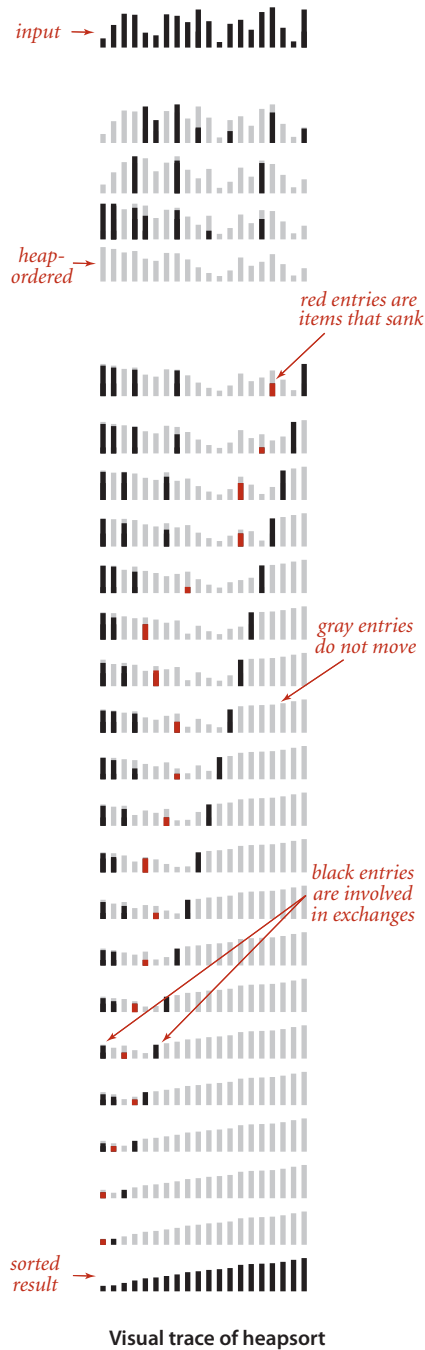 input
heap-
ordered
red entries are
items that sank
gray entries
do not move
black entries
are involved
in exchanges
sorted
result
Visual trace of heapsort